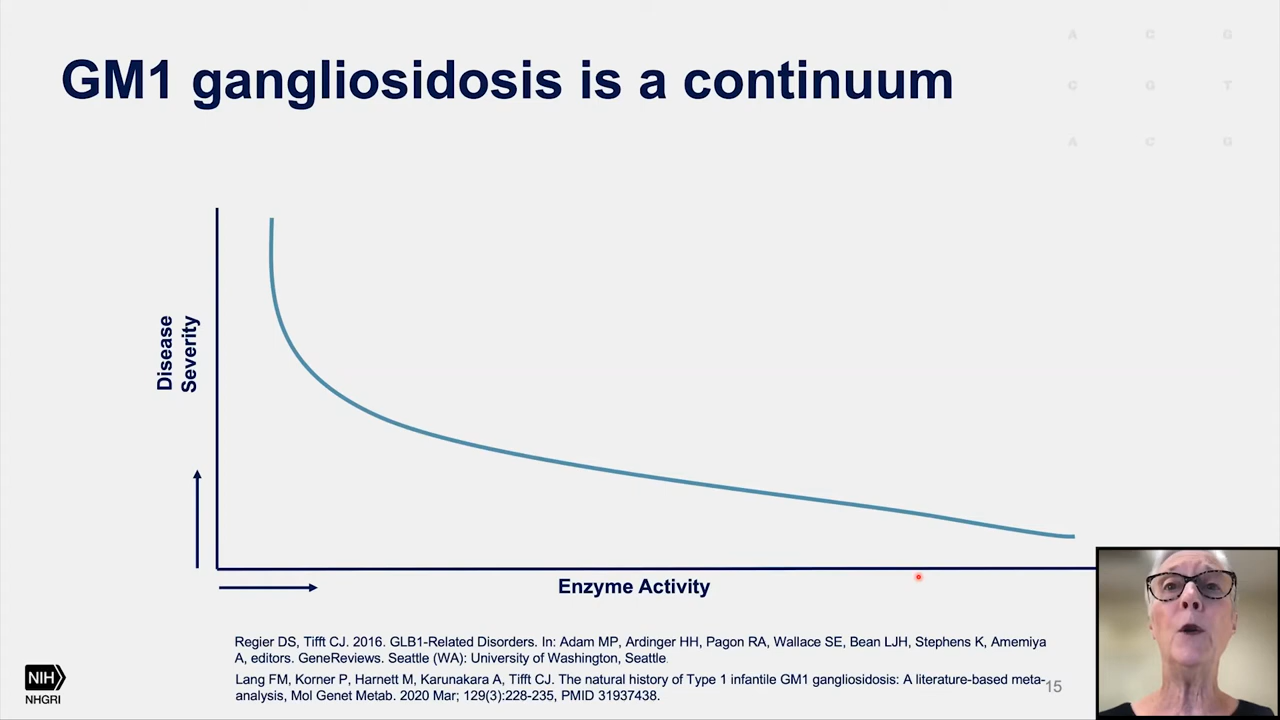 GM1 gangliosidosis is a continuum
A C G
C G T
A C G
Disease
Severity
Enzyme Activity
Regier DS, Tifft CJ. 2016. GLB1-Related Disorders. In: Adam MP, Ardinger HH, Pagon RA, Wallace SE, Bean LJH, Stephens K, Amemiya
A, editors. GeneReviews. Seattle (WA): University of Washington, Seattle.
Lang FM, Korner P, Harnett M, Karunakara A, Tifft CJ. The natural history of Type 1 infantile GM1 gangliosidosis: A literature-based meta-
analysis, Mol Genet Metab. 2020 Mar; 129(3):228-235, PMID 31937438.
15
NIH
NHGRI